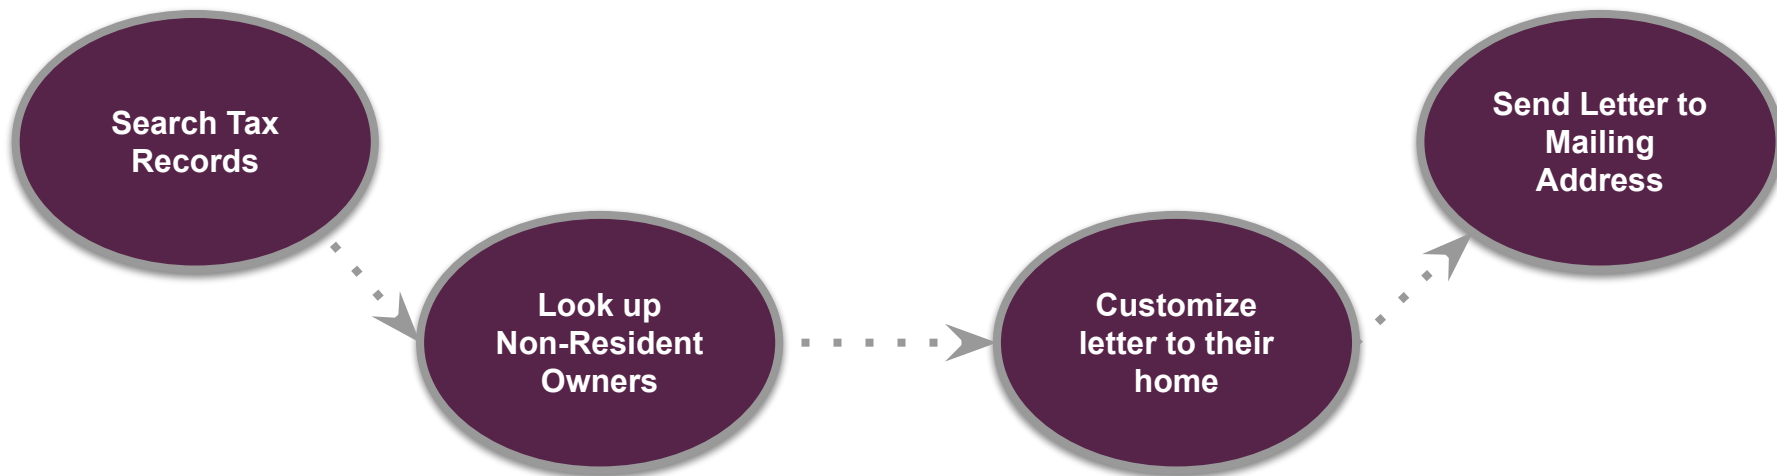 Search Tax
Records
Look up
Non-Resident
Owners
Customize
letter to their
home
Send Letter to
Mailing
Address